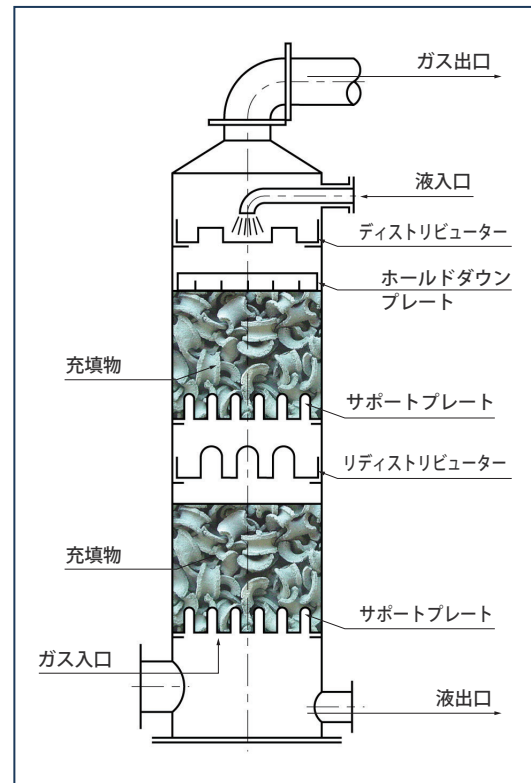 ガス出口
液入口
ディストリビューター
ホールドダウン
プレート
充填物
サポートプレート
リディストリビューター
充填物
サポートプレート
ガス入口
液出口